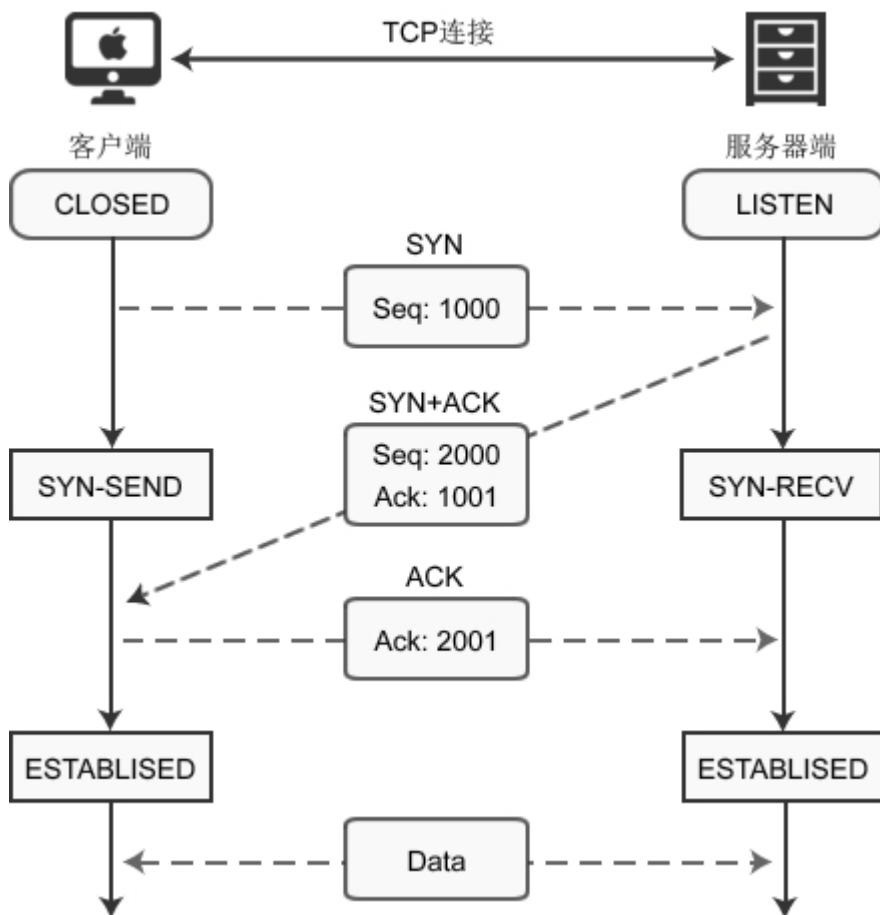 TCP连接
客户端
服务器端
CLOSED
LISTEN
SYN
Seq: 1000
SYN+ACK
Seq: 2000
Ack: 1001
SYN-SEND
SYN-RECV
ACK
Ack: 2001
ESTABLISED
ESTABLISED
Data